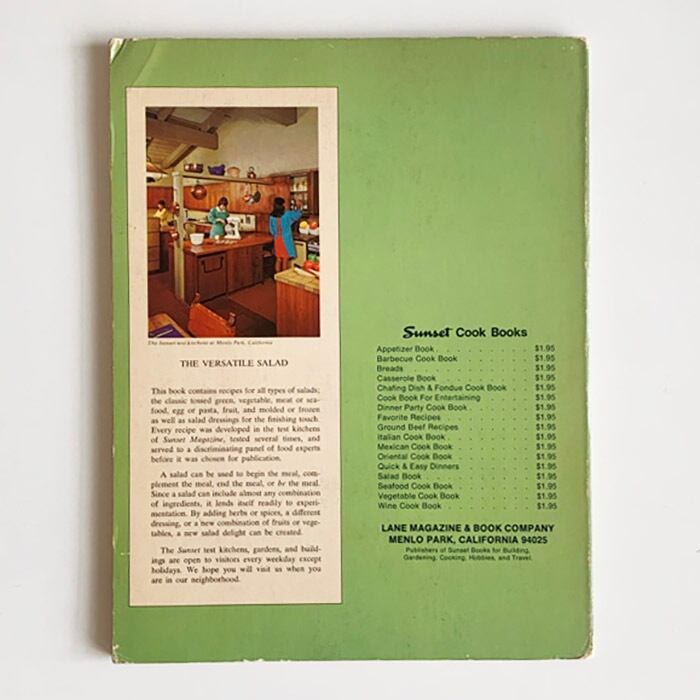 The Sunset test kitchens at Menlo Park, California
THE VERSATILE SALAD
This book contains recipes for all types of salads;
the classic tossed green, vegetable, meat or sea-
food, egg or pasta, fruit, and molded or frozen
as well as salad dressings for the finishing touch.
Every recipe was developed in the test kitchens
of Sunset Magazine, tested several times, and
served to a discriminating panel of food experts
before it was chosen for publication.
A salad can be used to begin the meal, com-
plement the meal, end the meal, or be the meal.
Since a salad can include almost any combination
of ingredients, it lends itself readily to experi-
mentation. By adding herbs or spices, a different
dressing, or a new combination of fruits or vege-
tables, a new salad delight can be created.
The Sunset test kitchens, gardens, and build-
ings are open to visitors every weekday except
holidays. We hope you will visit us when you
are in our neighborhood.
Sunset Cook Books
Appetizer Book . . . . . . . . $1.95
Barbecue Cook Book . . . . . . $1.95
Breads . . . . . . . . . . $1.95
Casserole Book . . . . . . . . $1.95
Chafing Dish & Fondue Cook Book . . . $1.95
Cook Book For Entertaining . . . . $1.95
Dinner Party Cook Book . . . . . . $1.95
Favorite Recipes . . . . . . . $1.95
Ground Beef Recipes . . . . . . $1.95
Italian Cook Book . . . . . . . $1.95
Mexican Cook Book . . . . . . . $1.95
Oriental Cook Book . . . . . . . $1.95
Quick & Easy Dinners . . . . . . $1.95
Salad Book . . . . . . . . . $1.95
Seafood Cook Book . . . . . . . $1.95
Vegetable Cook Book . . . . . . $1.95
Wine Cook Book . . . . . . . . $1.95
LANE MAGAZINE & BOOK COMPANY
MENLO PARK, CALIFORNIA 94025
Publishers of Sunset Books for Building,
Gardening, Cooking, Hobbies, and Travel.